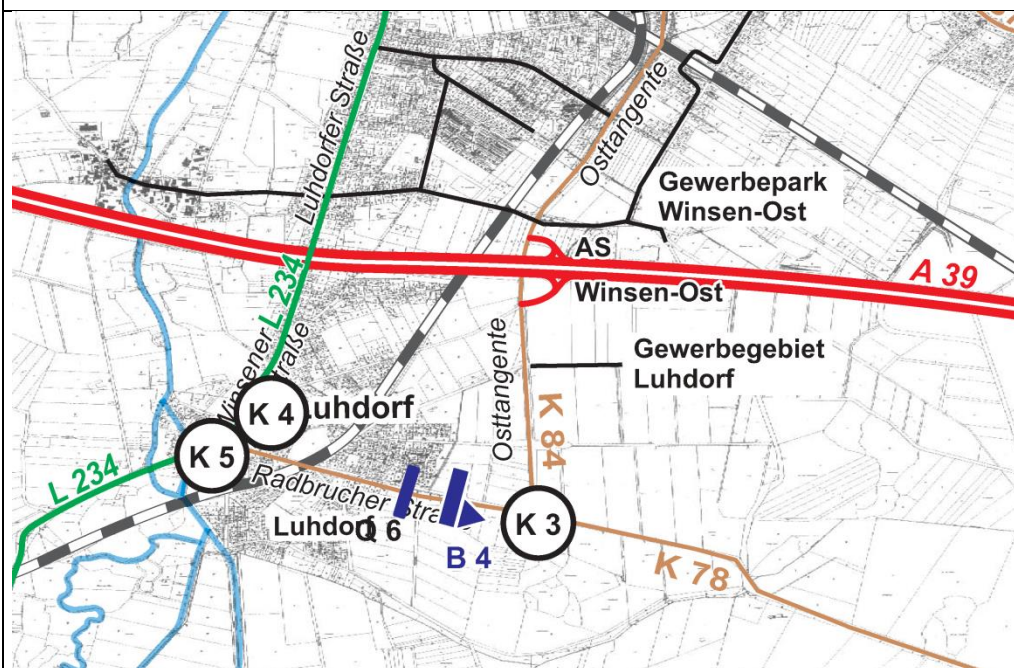 Luhdorfer Straße
Osttangente
Gewerbepark
Winsen-Ost
AS
Winsen-Ost
A 39
L 234
Winsener
Straße
Osttangente
Gewerbegebiet
Luhdorf
K 84
K 4
Luhdorf
K 5
L 234
Radbrucher Straße
Luhdorf
Q 6
B 4
K 3
K 78